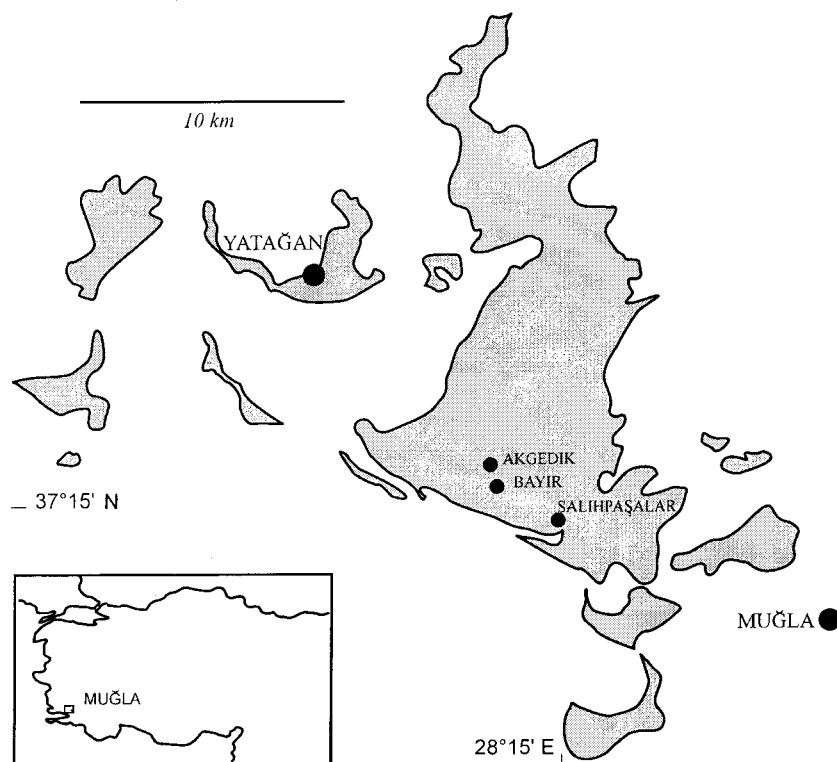 10 km
YATAĞAN
AKGEDIK
BAYIR
SALIHPAŞALAR
37°15' N
MUĞLA
MUĞLA
28°15' E